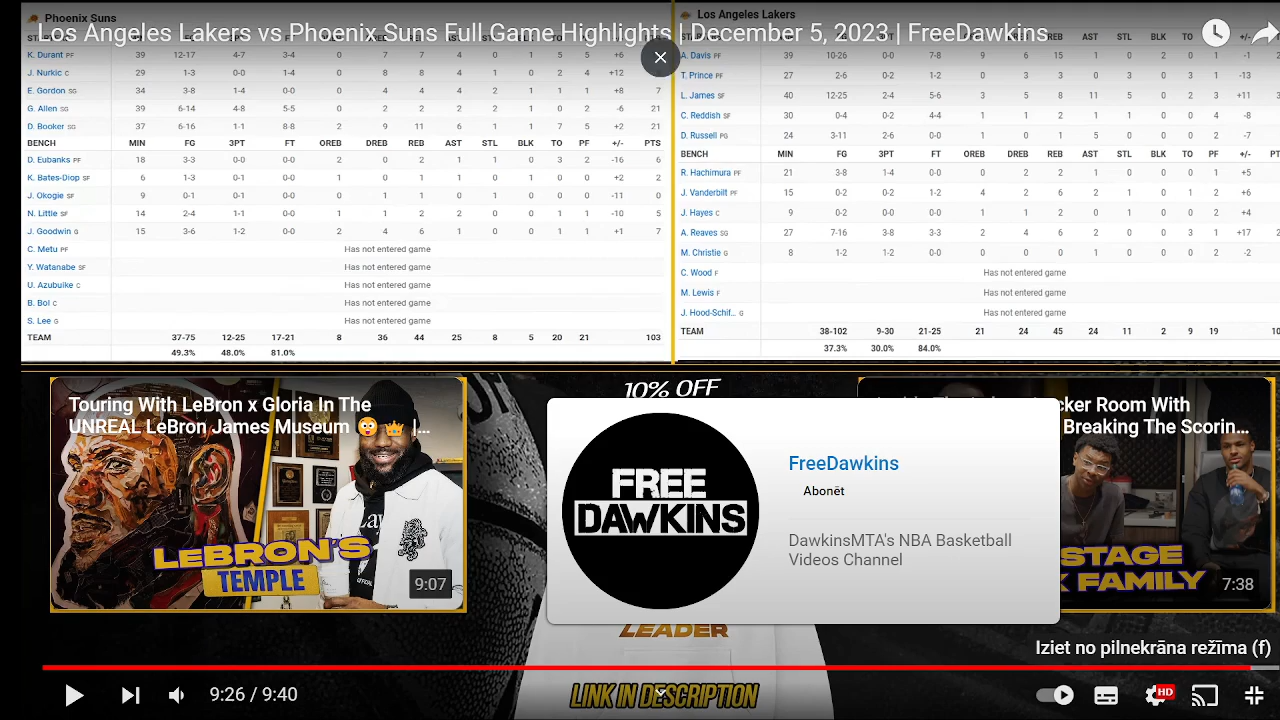 Phoenix Suns
Los Angeles Lakers
Los Angeles Lakers vs Phoenix Suns Full Game Highlights | December 5, 2023 | FreeDawkins
K. Durant PF 39 12-17 4-7 3-4 0 7 7 4 0 1 5 5 +6
J. Nurkic C 29 1-3 0-0 1-4 0 8 8 4 1 0 2 4 +12
E. Gordon SG 34 3-8 1-4 0-0 0 4 4 4 2 1 1 1 +8 7
G. Allen SG 39 6-14 4-8 5-5 0 2 2 2 2 1 0 2 -6 21
D. Booker SG 37 6-16 1-1 8-8 2 9 11 6 1 1 7 5 +2 21
BENCH MIN FG 3PT FT OREB DREB REB AST STL BLK TO PF +/- PTS
D. Eubanks PF 18 3-3 0-0 0-0 2 0 2 1 1 0 3 2 -16 6
K. Bates-Diop SF 6 1-3 0-1 0-0 1 0 1 1 0 0 0 0 +2 2
J. Okogie SF 9 0-1 0-1 0-0 0 1 1 1 0 0 0 0 -11 0
N. Little SF 14 2-4 1-1 0-0 1 1 2 2 0 0 1 1 -10 5
J. Goodwin G 15 3-6 1-2 0-0 2 4 6 1 0 1 1 1 +1 7
C. Metu PF Has not entered game
Y. Watanabe SF Has not entered game
U. Azubuike C Has not entered game
B. Bol C Has not entered game
S. Lee G Has not entered game
TEAM 37-75 12-25 17-21 8 36 44 25 8 5 20 21 103
49.3% 48.0% 81.0%
AST STL BLK TO PF +/-
A. Davis PF 39 10-26 0-0 7-8 9 6 15 1 0 2 0 1 -1
T. Prince PF 27 2-6 0-2 1-2 0 3 3 3 0 3 1 -13
L. James SF 40 12-25 2-4 5-6 3 5 8 11 5 0 2 3 +11
C. Reddish SF 30 0-4 0-2 4-4 1 1 2 1 1 0 0 4 -8
D. Russell PG 24 3-11 2-6 0-0 0 1 1 5 0 0 0 2 -7
BENCH MIN FG 3PT FT OREB DREB REB AST STL BLK TO PF +/-
R. Hachimura PF 21 3-8 1-4 0-0 0 2 2 1 0 0 0 1 +5
J. Vanderbilt PF 15 0-2 0-2 1-2 4 2 6 2 1 0 1 2 +6
J. Hayes C 9 0-2 0-0 0-0 1 1 2 0 1 0 0 2 +4
A. Reaves SG 27 7-16 3-8 3-3 2 4 6 2 0 0 3 1 +17
M. Christie G 8 1-2 1-2 0-0 0 0 0 1 0 0 0 2 -2
C. Wood F Has not entered game
M. Lewis F Has not entered game
J. Hood-Schif... G Has not entered game
TEAM 38-102 9-30 21-25 21 24 45 24 11 2 9 19
37.3% 30.0% 84.0%
10% OFF
Touring With LeBron x Gloria In The
UNREAL LeBron James Museum 😳 👑 |...
LEBRON'S
TEMPLE
9:07
FREE
DAWKINS
FreeDawkins
Abonēt
DawkinsMTA's NBA Basketball
Videos Channel
cker Room With
Breaking The Scorin...
STAGE
FAMILY
7:38
LEADER
Iziet no pilnekrāna režīma (f)
9:26 / 9:40
LINK IN DESCRIPTION
HD